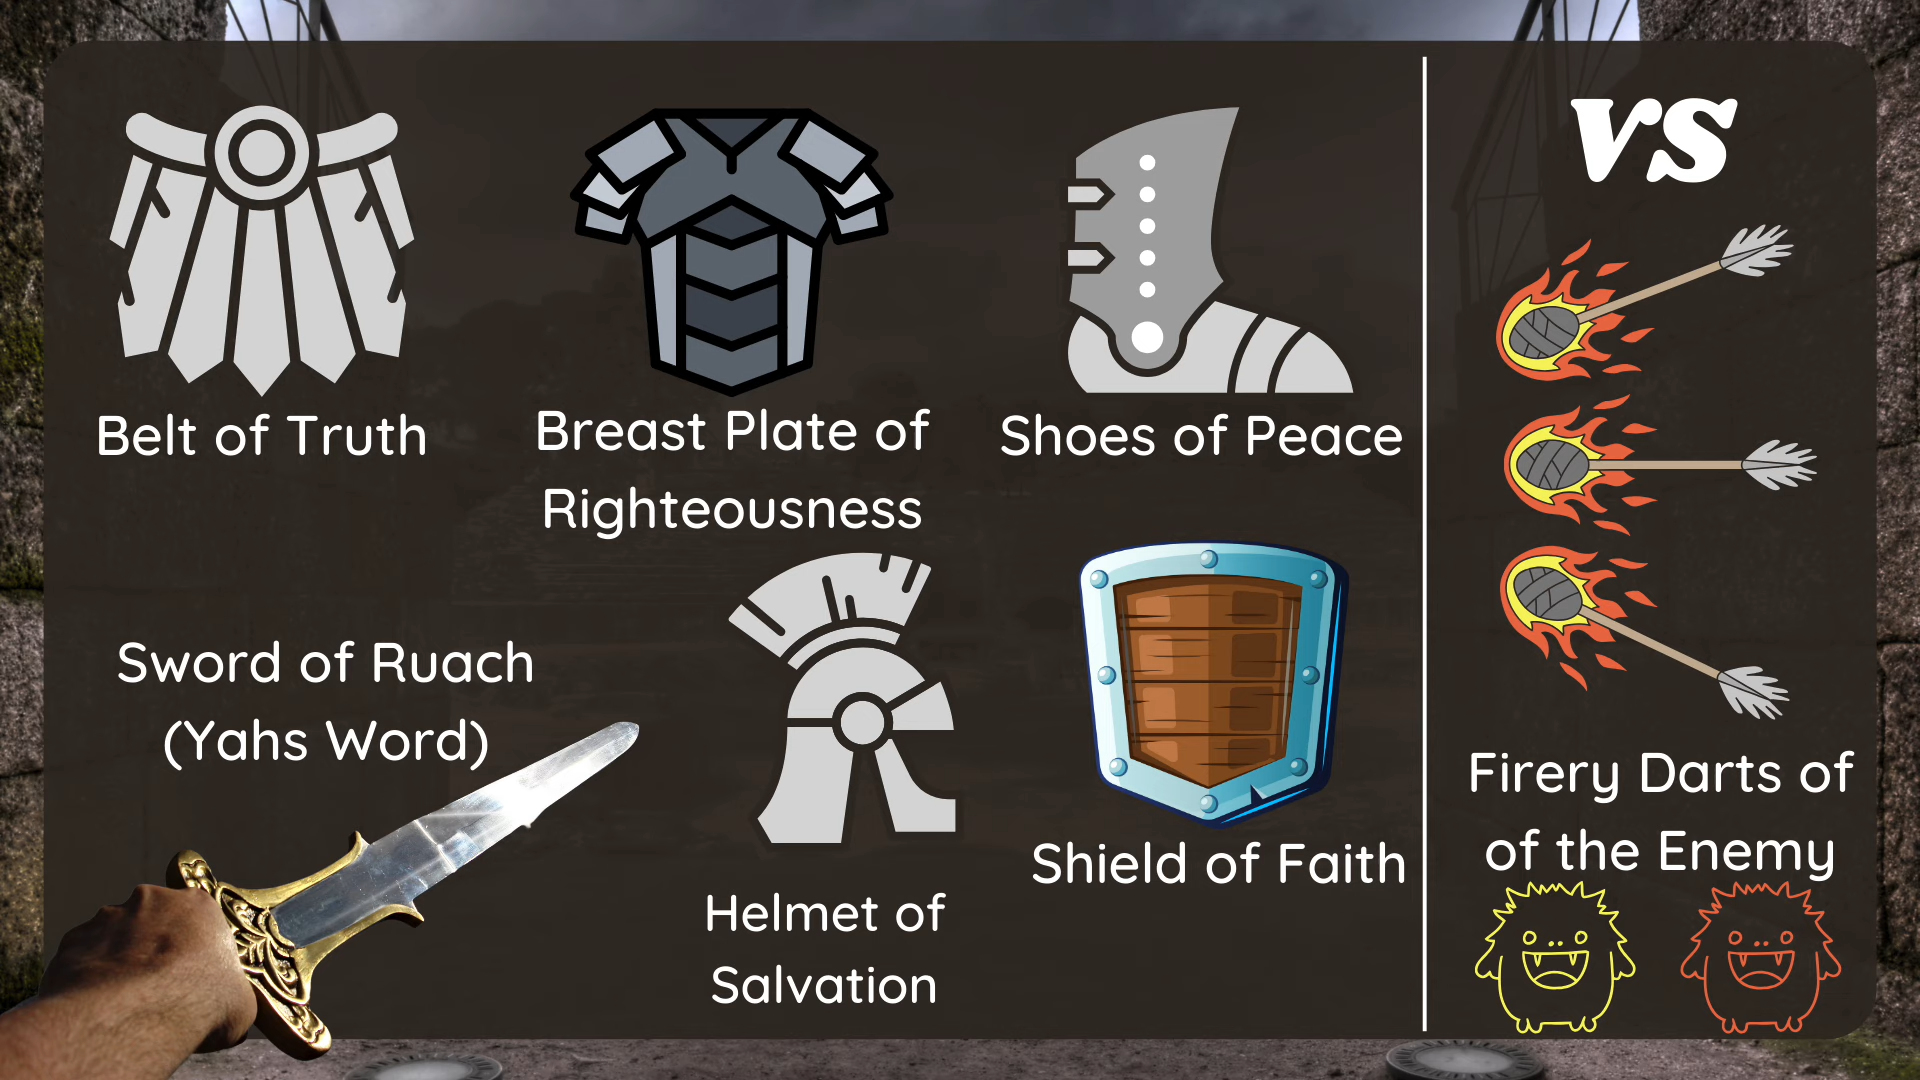 Belt of Truth
Breast Plate of
Righteousness
Shoes of Peace
Sword of Ruach
(Yahs Word)
Helmet of
Salvation
Shield of Faith
vs
Firery Darts of
of the Enemy